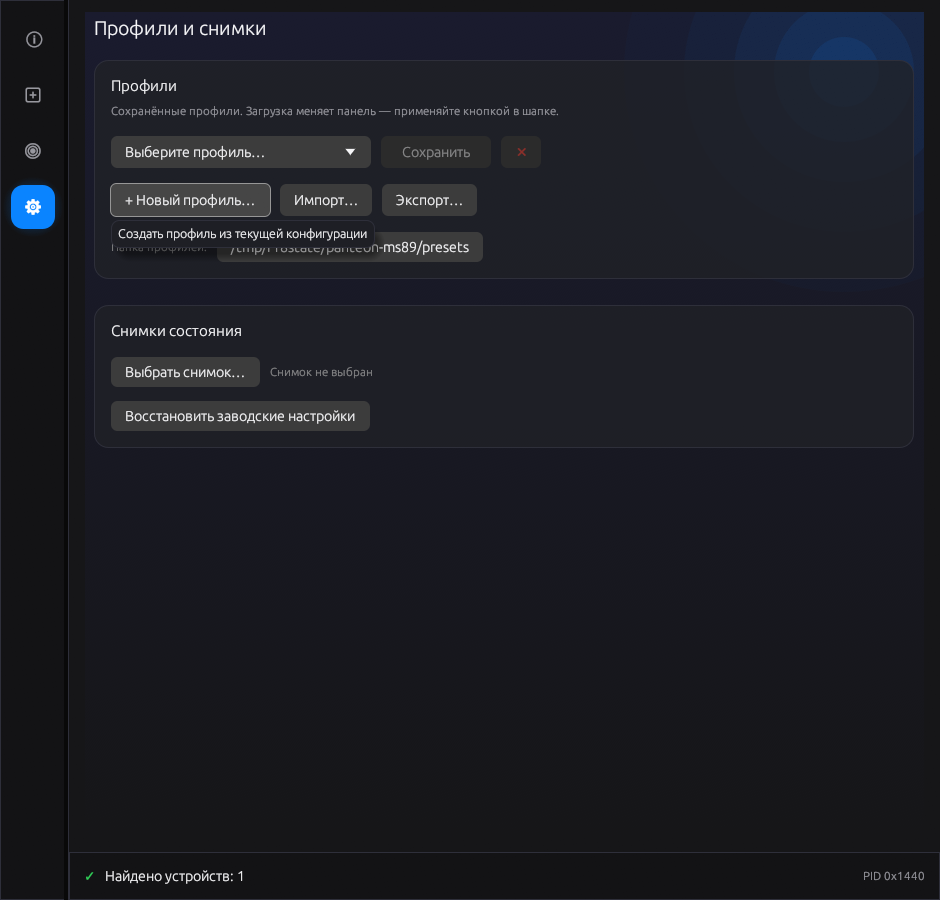 Профили и снимки
Профили
Сохранённые профили. Загрузка меняет панель — применяйте кнопкой в шапке.
Выберите профиль…
Сохранить
×
+ Новый профиль…
Импорт…
Экспорт…
Создать профиль из текущей конфигурации
Папка профилей:
-ms89/presets
Снимки состояния
Выбрать снимок…
Снимок не выбран
Восстановить заводские настройки
✓ Найдено устройств: 1
PID 0x1440